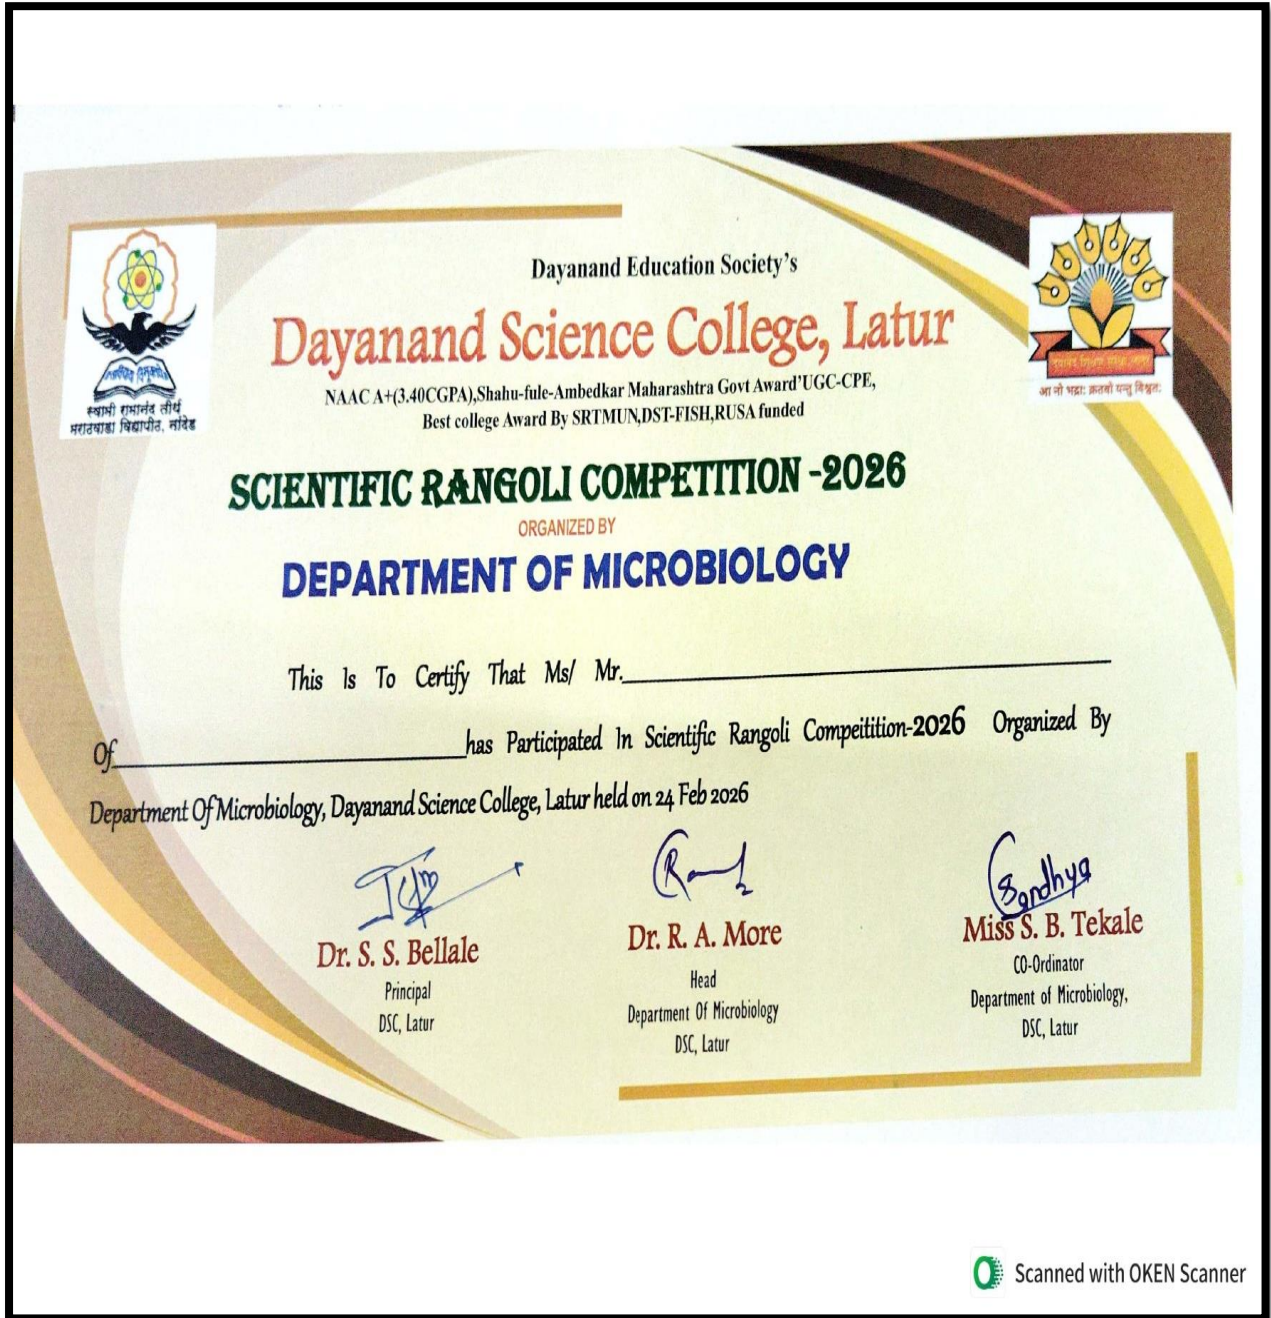 Dayanand Education Society's
Dayanand Science College, Latur
NAAC A+(3.40CGPA),Shahu-fule-Ambedkar Maharashtra Govt Award'UGC-CPE,
Best college Award By SRTMUN,DST-FISH,RUSA funded
स्वामी रामानंद तीर्थ
मराठवाडा विद्यापीठ, नांदेड
आ नो भद्राः क्रतवो यन्तु विश्वतः
SCIENTIFIC RANGOLI COMPETITION -2026
ORGANIZED BY
DEPARTMENT OF MICROBIOLOGY
This Is To Certify That Ms/ Mr.
Of has Participated In Scientific Rangoli Compeitition-2026 Organized By
Department Of Microbiology, Dayanand Science College, Latur held on 24 Feb 2026
Sandhya
Dr. S. S. Bellale
Principal
DSC, Latur
Dr. R. A. More
Head
Department Of Microbiology
DSC, Latur
Miss S. B. Tekale
CO-Ordinator
Department of Microbiology,
DSC, Latur
Scanned with OKEN Scanner